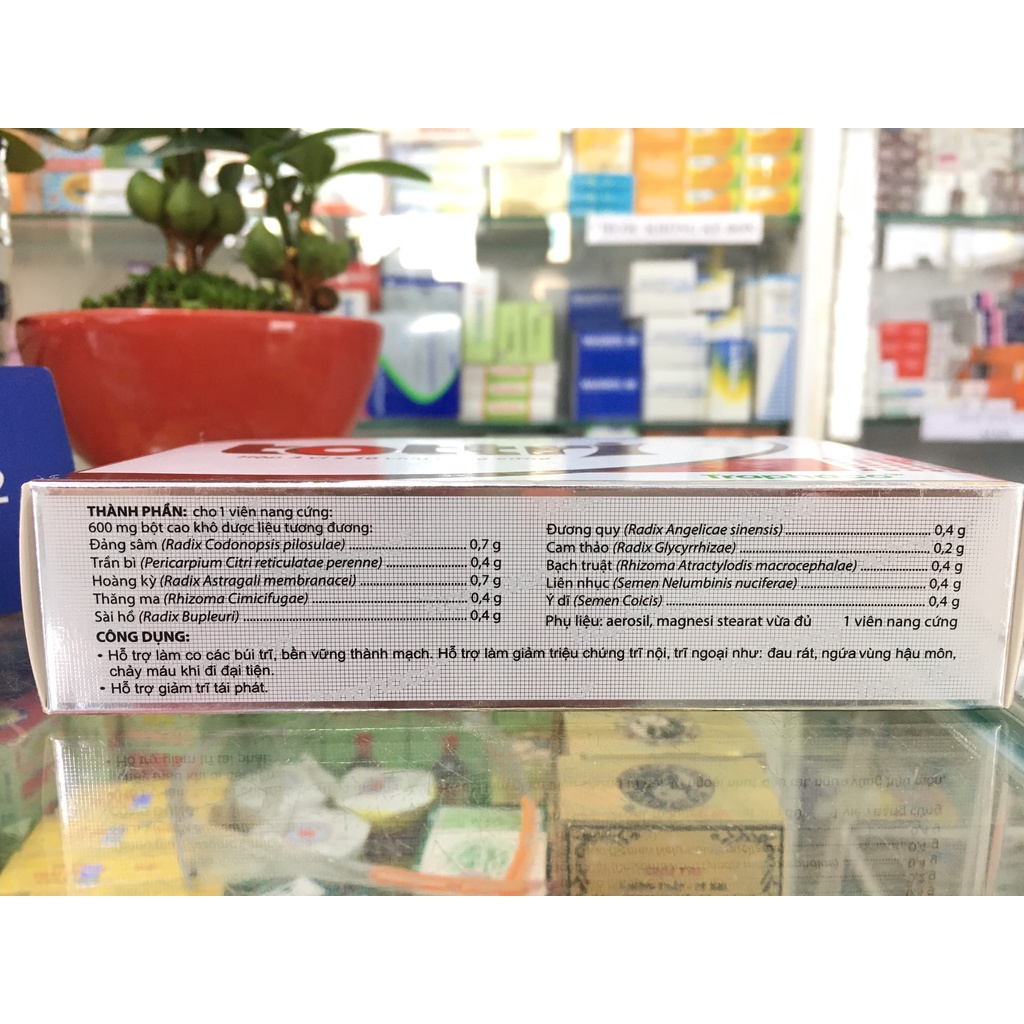 THÀNH PHẦN: cho 1 viên nang cứng:
600 mg bột cao khô dược liệu tương đương:
Đảng sâm (Radix Codonopsis pilosulae) 0,7 g
Trần bì (Pericarpium Citri reticulatae perenne) 0,4 g
Hoàng kỳ (Radix Astragali membranacei) 0,7 g
Thăng ma (Rhizoma Cimicifugae) 0,4 g
Sài hồ (Radix Bupleuri) 0,4 g
Đương quy (Radix Angelicae sinensis) 0,4 g
Cam thảo (Radix Glycyrrhizae) 0,2 g
Bạch truật (Rhizoma Atractylodis macrocephalae) 0,4 g
Liên nhục (Semen Nelumbinis nuciferae) 0,4 g
Ý dĩ (Semen Coicis) 0,4 g
Phụ liệu: aerosil, magnesi stearat vừa đủ 1 viên nang cứng
CÔNG DỤNG:
• Hỗ trợ làm co các búi trĩ, bền vững thành mạch. Hỗ trợ làm giảm triệu chứng trĩ nội, trĩ ngoại như: đau rát, ngứa vùng hậu môn,
chảy máu khi đi đại tiện.
• Hỗ trợ giảm trĩ tái phát.